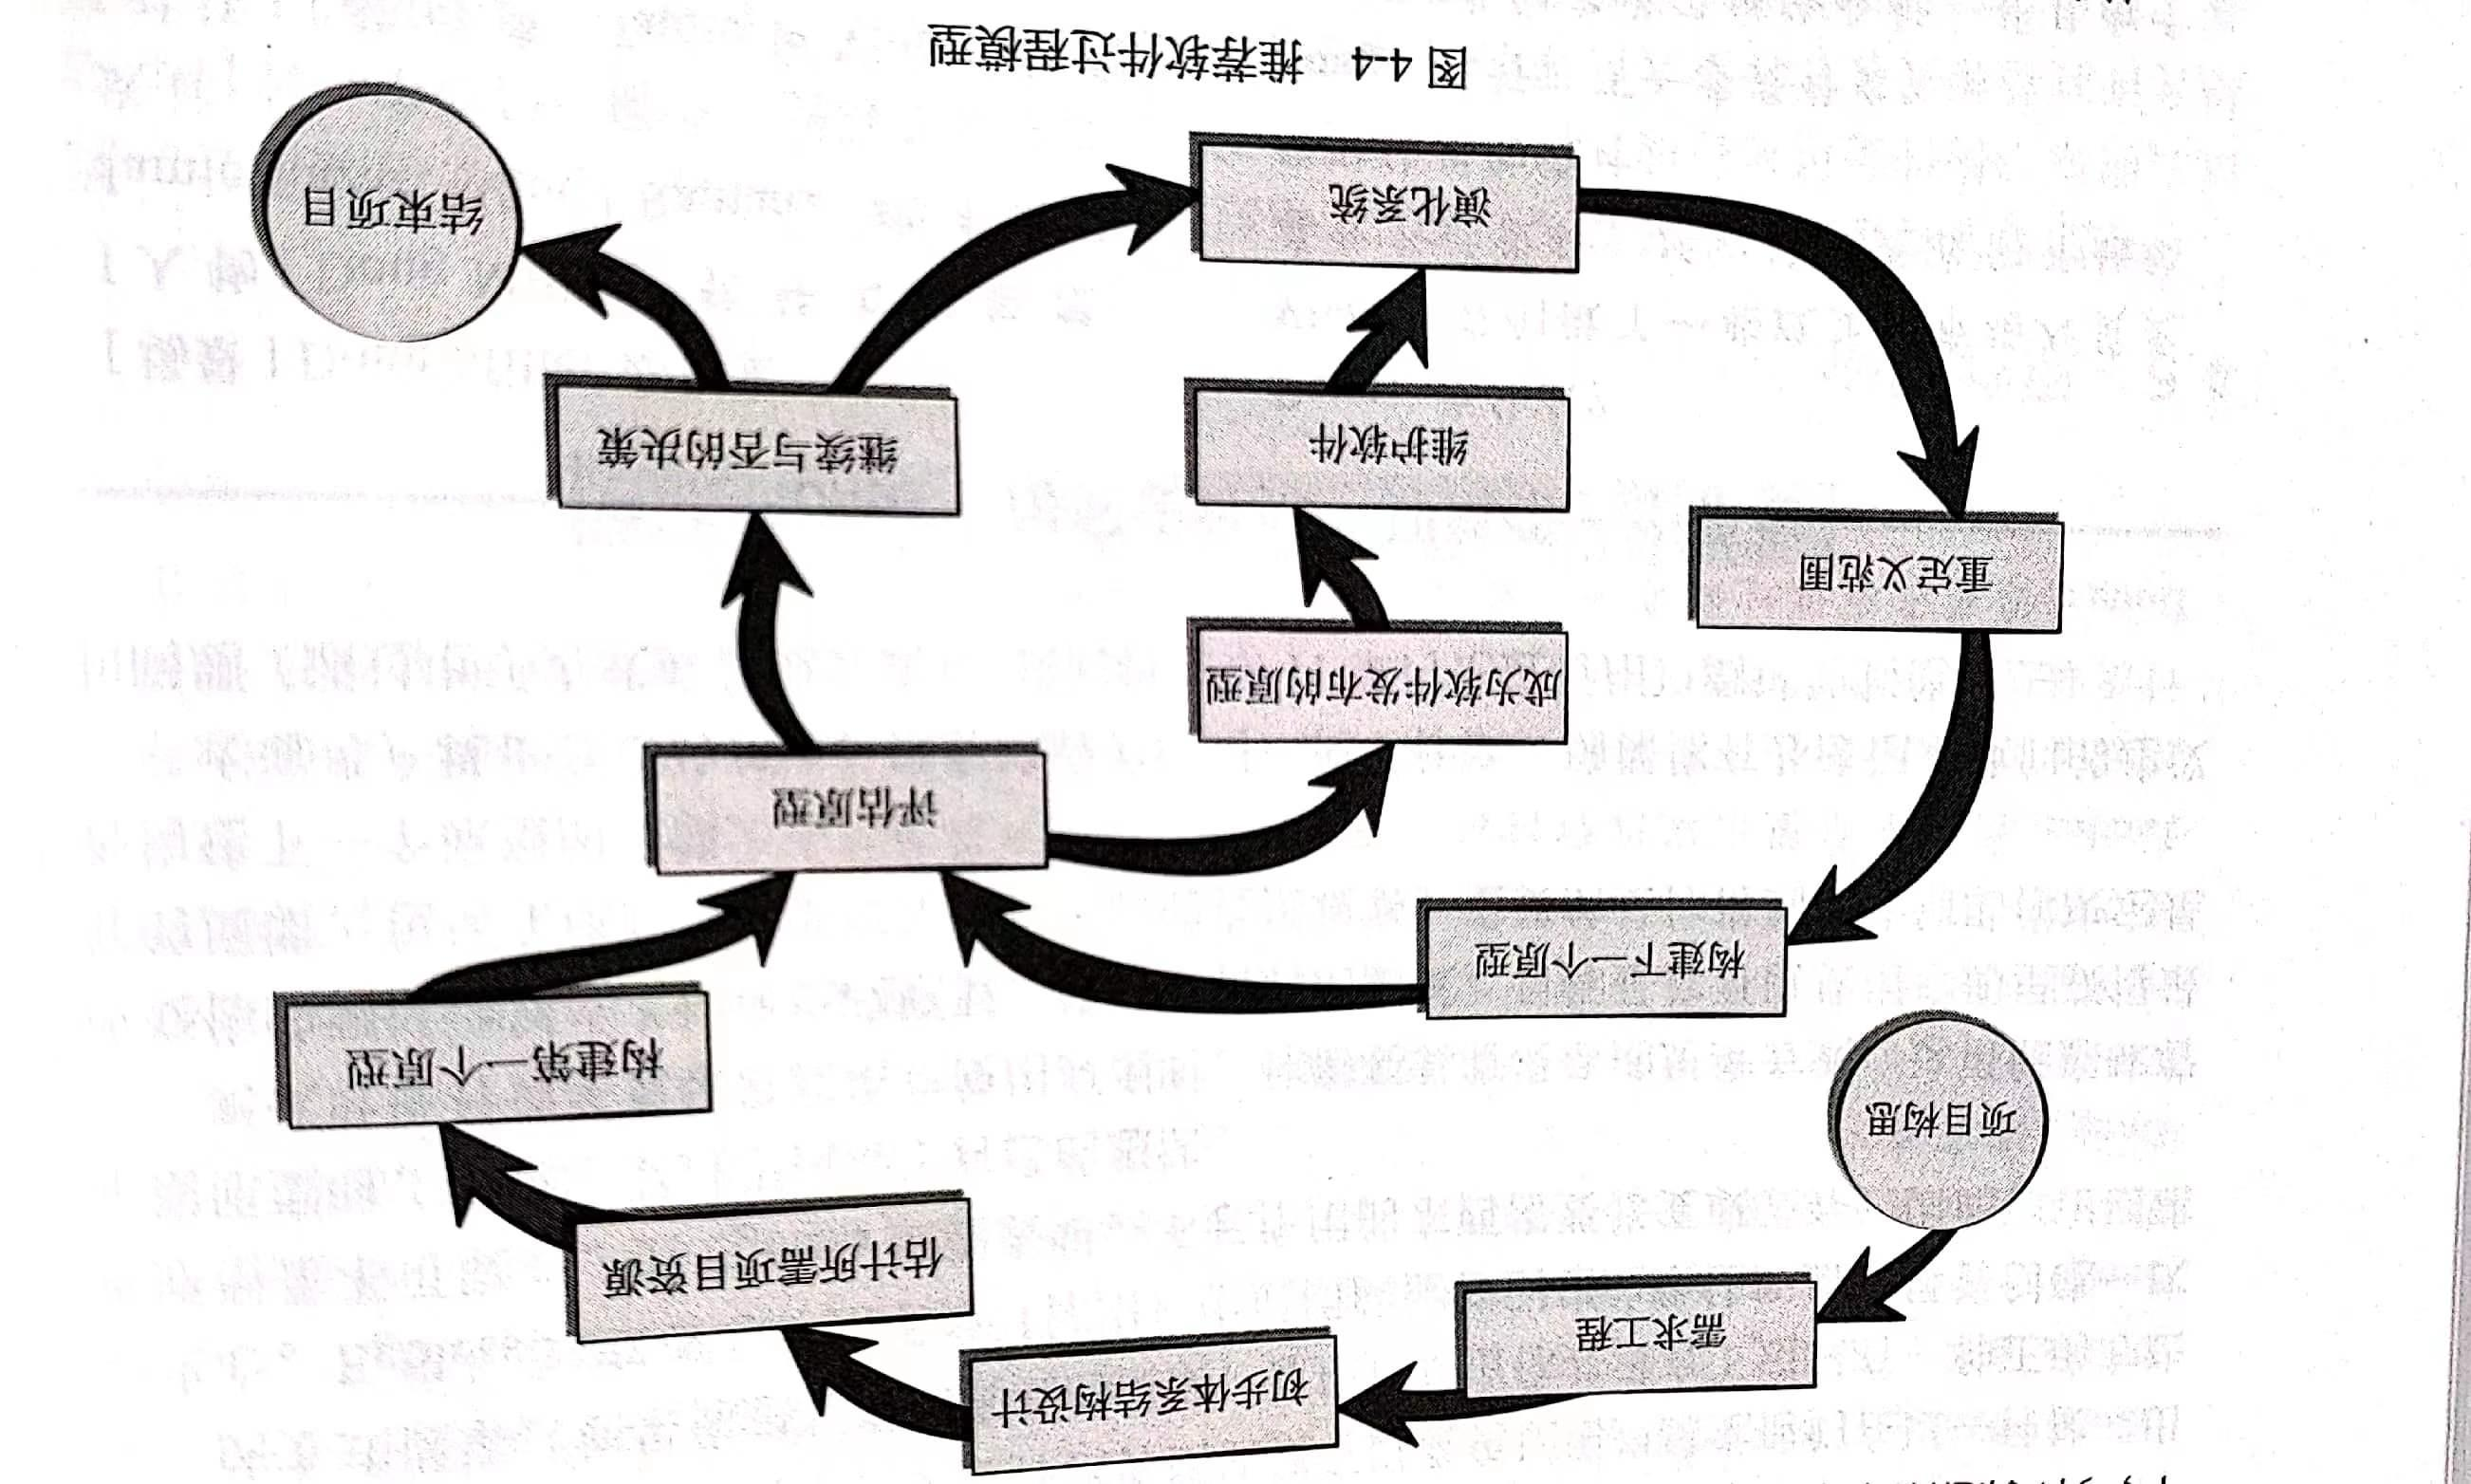 项目构思
需求工程
初步体系结构设计
估计所需项目资源
构建第一个原型
构建下一个原型
评估原型
成为软件发布的原型
重定义范围
维护软件
继续与否的决策
演化系统
结束项目
图 4-4 推荐软件过程模型